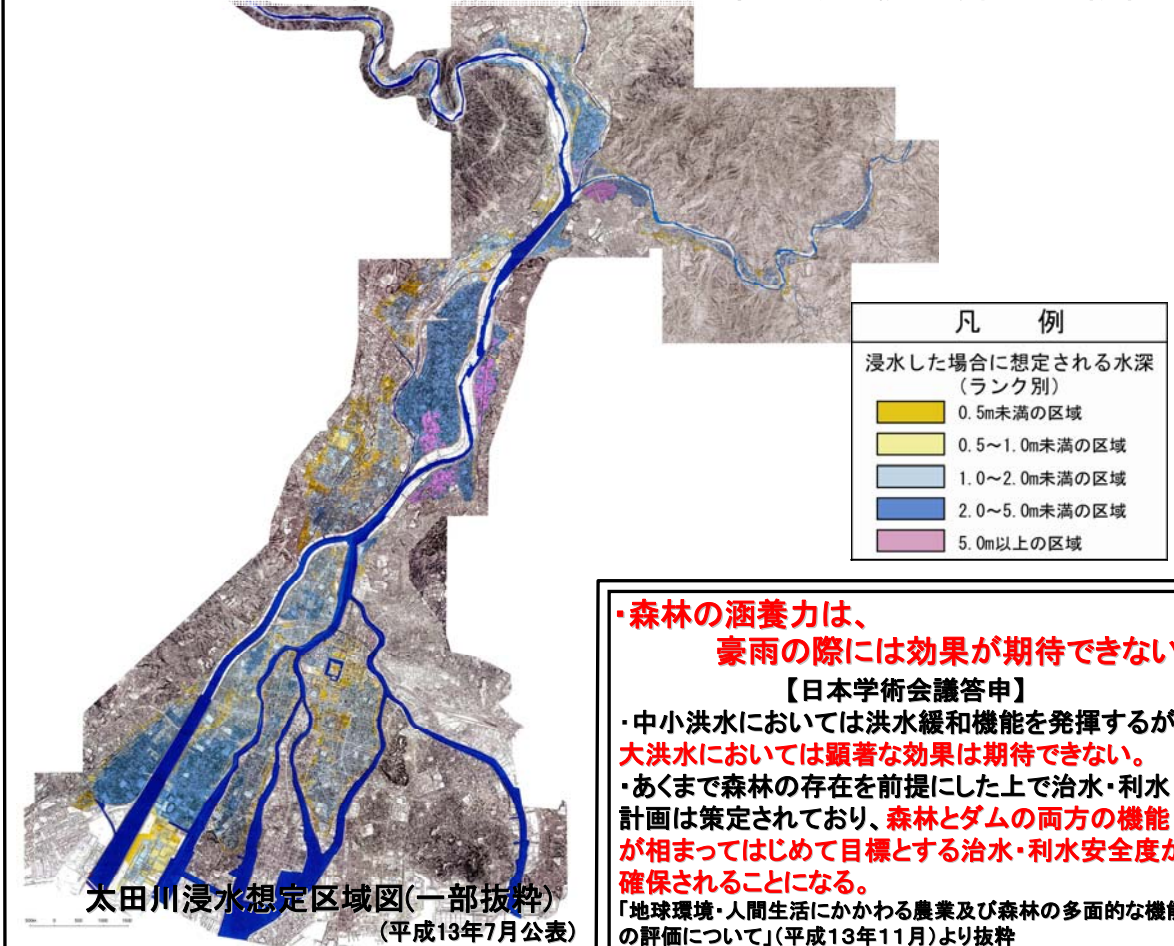 凡 例
浸水した場合に想定される水深
(ランク別)
0.5m未満の区域
0.5~1.0m未満の区域
1.0~2.0m未満の区域
2.0~5.0m未満の区域
5.0m以上の区域
・森林の涵養力は、
豪雨の際には効果が期待できない
【日本学術会議答申】
・中小洪水においては洪水緩和機能を発揮するが
大洪水においては顕著な効果は期待できない。
・あくまで森林の存在を前提にした上で治水・利水
計画は策定されており、森林とダムの両方の機能
が相まってはじめて目標とする治水・利水安全度が
確保されることになる。
「地球環境・人間生活にかかわる農業及び森林の多面的な機能
の評価について」(平成13年11月)より抜粋
太田川浸水想定区域図(一部抜粋)
(平成13年7月公表)